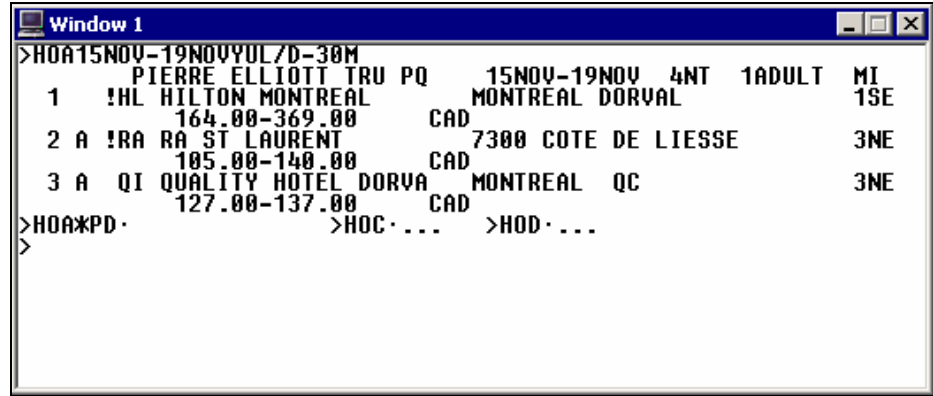 Window 1
>HOA15NOV-19NOVYUL/D-30M
PIERRE ELLIOTT TRU PQ 15NOV-19NOV 4NT 1ADULT MI
1 !HL HILTON MONTREAL MONTREAL DORVAL 1SE
164.00-369.00 CAD
2 A !RA RA ST LAURENT 7300 COTE DE LIESSE 3NE
105.00-140.00 CAD
3 A QI QUALITY HOTEL DORVA MONTREAL QC 3NE
127.00-137.00 CAD
>HOA*PD· >HOC·... >HOD·...
>